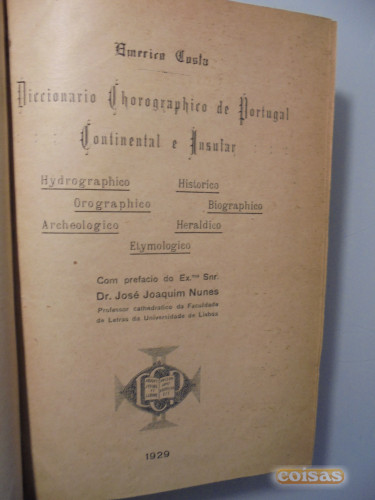 Emerico Costa
Diccionario Chorographico de Portugal
Continental e Insular
Hydrographico Historico
Orographico Biographico
Archeologico Heraldico
Etymologico
Com prefacio do Ex.mo Snr.
Dr. José Joaquim Nunes
Professor cathedratico da Faculdade
de Letras da Universidade de Lisboa
1929
coisas